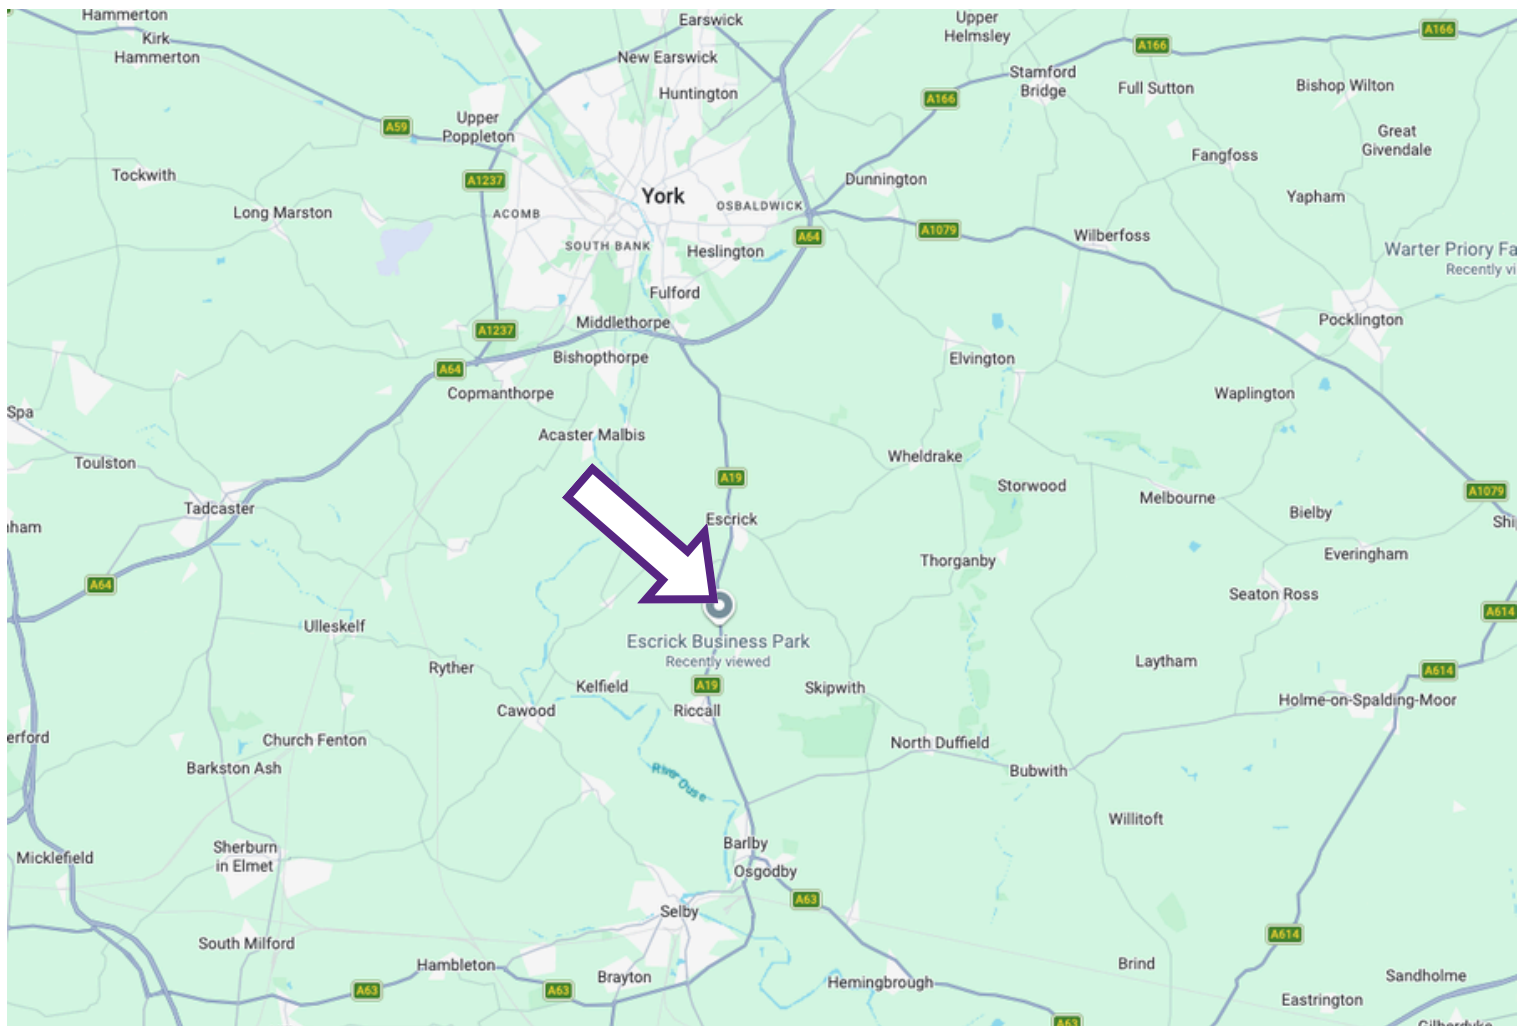 Hammerton
Earswick
Upper
Helmsley
A166
Kirk
Hammerton
A166
New Earswick
Stamford
Bridge
Full Sutton
Bishop Wilton
Huntington
A166
Upper
Poppleton
A59
Great
Givendale
Fangfoss
Tockwith
A1237
Dunnington
York
Yapham
Long Marston
ACOMB
OSBALDWICK
A1079
Wilberfoss
SOUTH BANK
A64
Heslington
Warter Priory Fa
Recently vi
Fulford
Middlethorpe
Pocklington
A1237
Bishopthorpe
Elvington
A64
Copmanthorpe
Waplington
Spa
Acaster Malbis
Toulston
Wheldrake
A19
Storwood
Melbourne
A1079
Tadcaster
Bielby
ham
Escrick
Shi
Everingham
Thorganby
A64
Seaton Ross
A614
Ulleskelf
Escrick Business Park
Recently viewed
Ryther
Laytham
A614
Kelfield
A19
Skipwith
Holme-on-Spalding-Moor
Cawood
Riccall
erford
Church Fenton
North Duffield
Barkston Ash
Bubwith
River Ouse
Willitoft
Sherburn
in Elmet
Barlby
Micklefield
Osgodby
A63
Selby
South Milford
A614
Hambleton
Brind
Brayton
Sandholme
Hemingbrough
A63
A63
Eastrington
A63
Gilberdyke